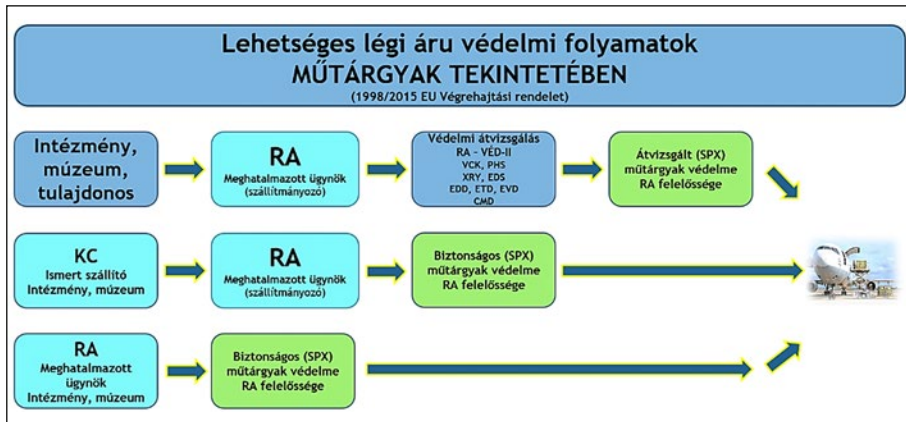 Lehetséges légi áru védelmi folyamatok
MŰTÁRGYAK TEKINTETÉBEN
(1998/2015 EU Végrehajtási rendelet)
Intézmény,
múzeum,
tulajdonos
RA
Meghatalmazott ügynök
(szállítmányozó)
Védelmi átvizsgálás
RA – VÉD-II
VCK, PHS
XRY, EDS
EDD, ETD, EVD
CMD
Átvizsgált (SPX)
műtárgyak védelme
RA felelőssége
KC
Ismert szállító
Intézmény, múzeum
RA
Meghatalmazott ügynök
(szállítmányozó)
Biztonságos (SPX)
műtárgyak védelme
RA felelőssége
RA
Meghatalmazott
ügynök
Intézmény, múzeum
Biztonságos (SPX)
műtárgyak védelme
RA felelőssége